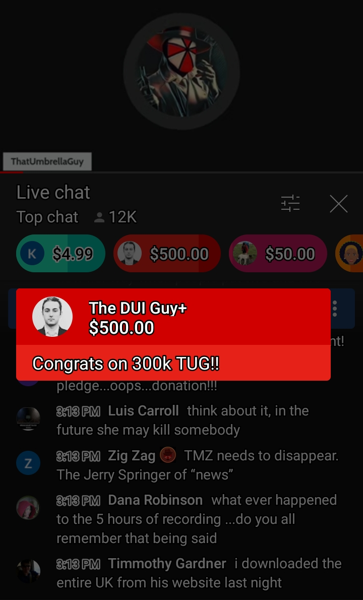 ThatUmbrellaGuy
Live chat
Top chat 12K
K $4.99 $500.00 $50.00
The DUI Guy+
$500.00
Congrats on 300k TUG!!
pledge...oops...donation!!!
3:13 PM Luis Carroll think about it, in the
future she may kill somebody
Z 3:13 PM Zig Zag TMZ needs to disappear.
The Jerry Springer of “news”
3:13 PM Dana Robinson what ever happened
to the 5 hours of recording ...do you all
remember that being said
3:13 PM Timmothy Gardner i downloaded the
entire UK from his website last night